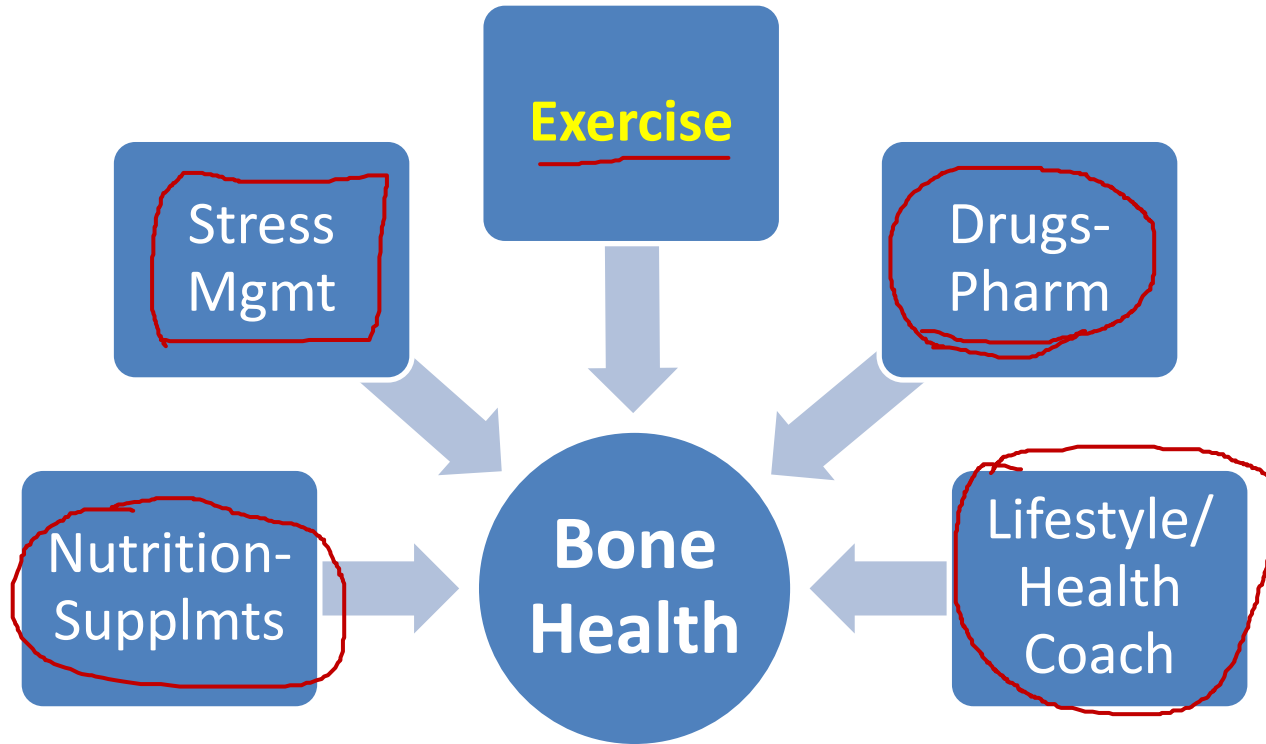 Exercise
Stress
Mgmt
Drugs-
Pharm
Nutrition-
Supplmts
Bone
Health
Lifestyle/
Health
Coach